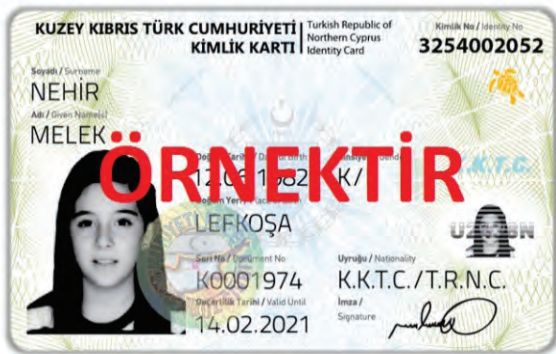 KUZEY KIBRIS TÜRK CUMHURİYETİ
KİMLİK KARTI
Turkish Republic of
Northern Cyprus
Identity Card
Kimlik No / Identity No
3254002052
Soyadı / Surname
NEHİR
Adı / Given Name(s)
MELEK
ÖRNEKTİR
K.T.C.
LEFKOŞA
Seri No / Document No
K0001974
Uyruğu / Nationality
K.K.T.C./T.R.N.C.
Geçerlilik Tarihi / Valid Until
14.02.2021
İmza /
Signature